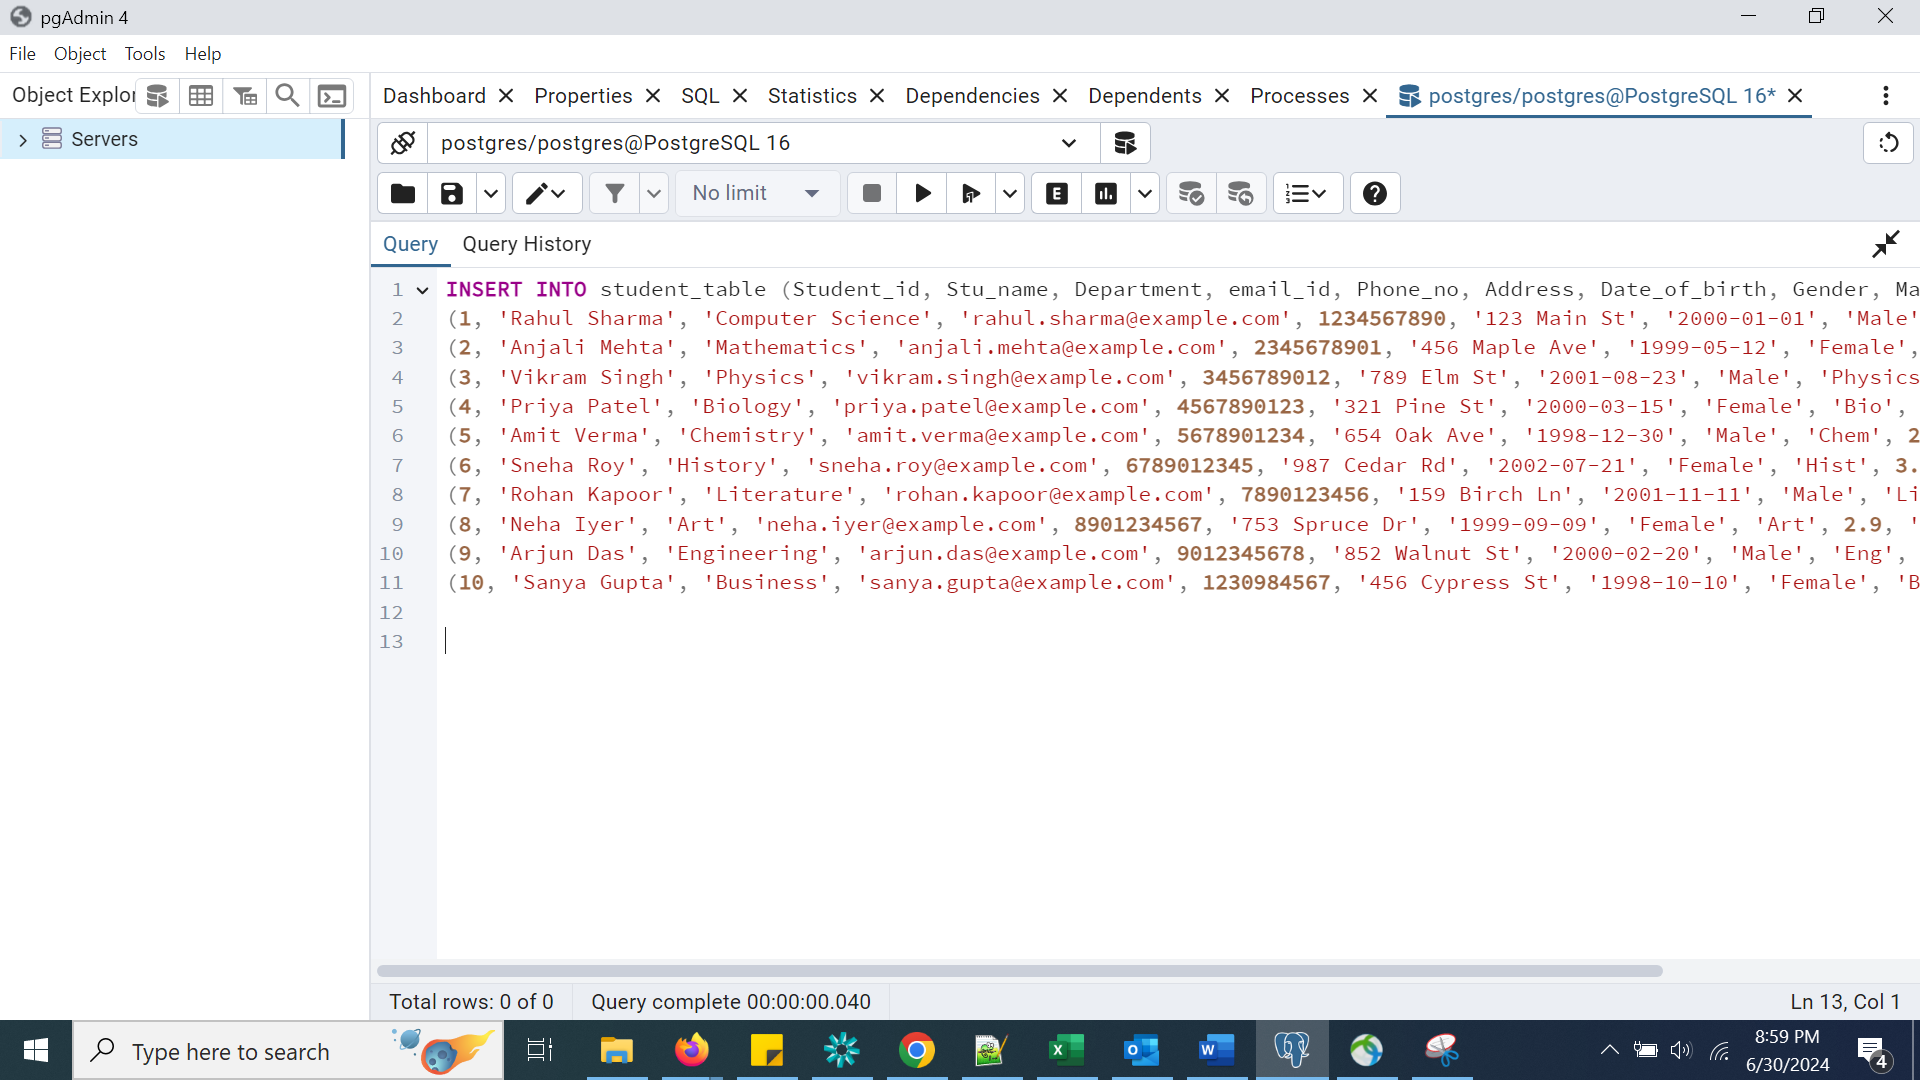 pgAdmin 4
File Object Tools Help
Object Explor
Dashboard Properties SQL Statistics Dependencies Dependents Processes postgres/postgres@PostgreSQL 16*
Servers
postgres/postgres@PostgreSQL 16
No limit
E
Query Query History
1 INSERT INTO student_table (Student_id, Stu_name, Department, email_id, Phone_no, Address, Date_of_birth, Gender, Ma
2 (1, 'Rahul Sharma', 'Computer Science', 'rahul.sharma@example.com', 1234567890, '123 Main St', '2000-01-01', 'Male'
3 (2, 'Anjali Mehta', 'Mathematics', 'anjali.mehta@example.com', 2345678901, '456 Maple Ave', '1999-05-12', 'Female',
4 (3, 'Vikram Singh', 'Physics', 'vikram.singh@example.com', 3456789012, '789 Elm St', '2001-08-23', 'Male', 'Physics
5 (4, 'Priya Patel', 'Biology', 'priya.patel@example.com', 4567890123, '321 Pine St', '2000-03-15', 'Female', 'Bio',
6 (5, 'Amit Verma', 'Chemistry', 'amit.verma@example.com', 5678901234, '654 Oak Ave', '1998-12-30', 'Male', 'Chem', 2
7 (6, 'Sneha Roy', 'History', 'sneha.roy@example.com', 6789012345, '987 Cedar Rd', '2002-07-21', 'Female', 'Hist', 3.
8 (7, 'Rohan Kapoor', 'Literature', 'rohan.kapoor@example.com', 7890123456, '159 Birch Ln', '2001-11-11', 'Male', 'Li
9 (8, 'Neha Iyer', 'Art', 'neha.iyer@example.com', 8901234567, '753 Spruce Dr', '1999-09-09', 'Female', 'Art', 2.9, '
10 (9, 'Arjun Das', 'Engineering', 'arjun.das@example.com', 9012345678, '852 Walnut St', '2000-02-20', 'Male', 'Eng',
11 (10, 'Sanya Gupta', 'Business', 'sanya.gupta@example.com', 1230984567, '456 Cypress St', '1998-10-10', 'Female', 'B
12
13
Total rows: 0 of 0 Query complete 00:00:00.040 Ln 13, Col 1
Type here to search
8:59 PM
6/30/2024
4